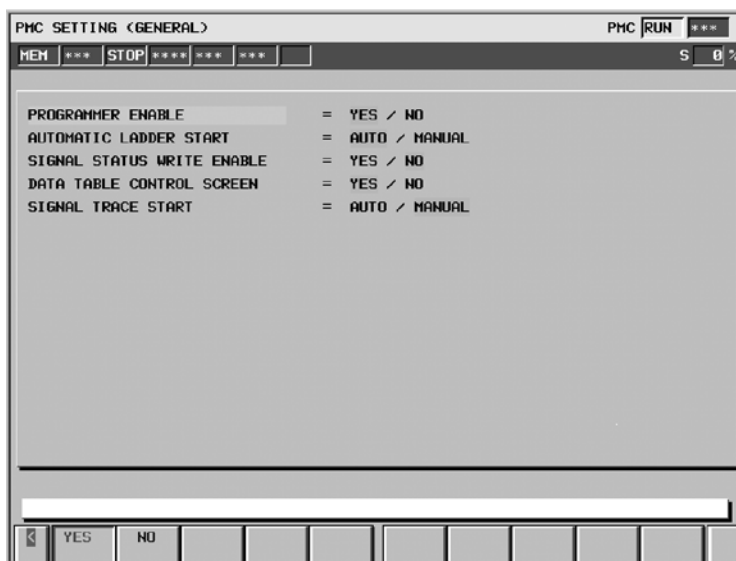 PMC SETTING (GENERAL) PMC RUN ***
MEM *** STOP **** *** *** S 0 %
PROGRAMMER ENABLE = YES / NO
AUTOMATIC LADDER START = AUTO / MANUAL
SIGNAL STATUS WRITE ENABLE = YES / NO
DATA TABLE CONTROL SCREEN = YES / NO
SIGNAL TRACE START = AUTO / MANUAL
< YES NO